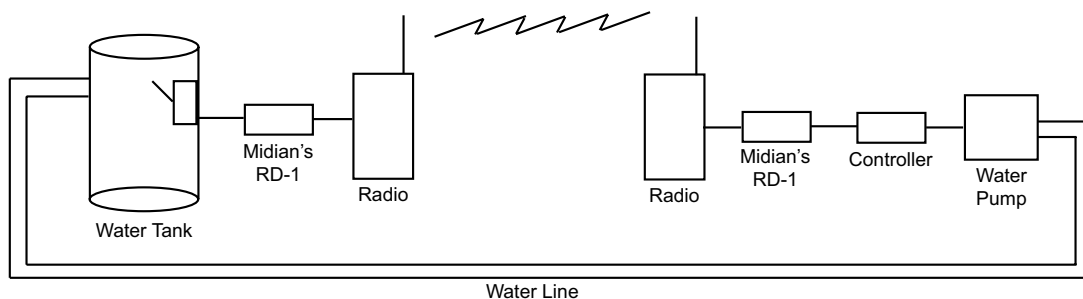 Midian's
RD-1
Radio
Water Tank
Radio
Midian's
RD-1
Controller
Water
Pump
Water Line